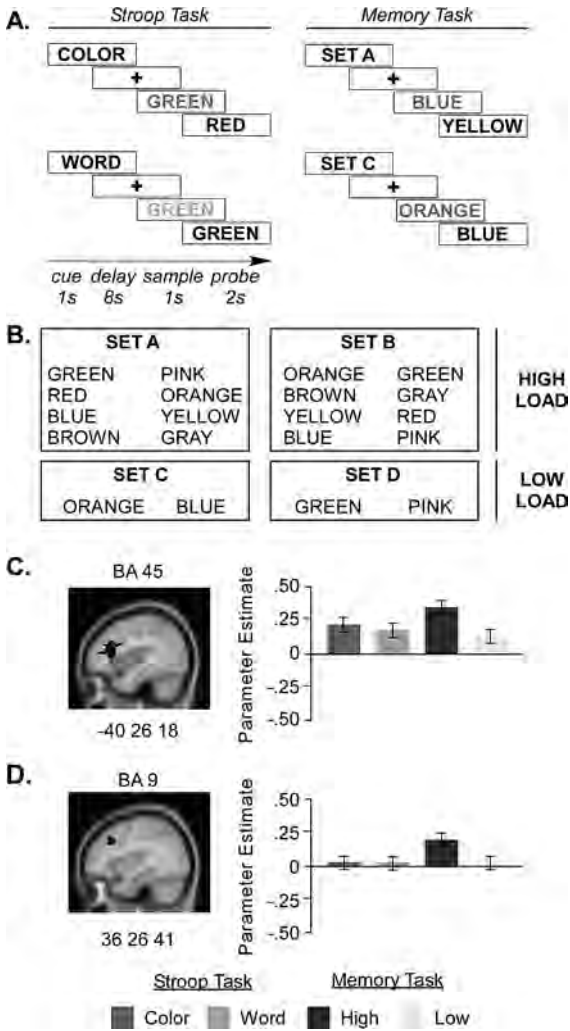 A.
Stroop Task Memory Task
COLOR SET A
+ +
GREEN BLUE
RED YELLOW
WORD SET C
+ +
GREEN ORANGE
GREEN BLUE
cue delay sample probe
1s 8s 1s 2s
B.
SET A SET B
GREEN PINK ORANGE GREEN
RED ORANGE BROWN GRAY
BLUE YELLOW YELLOW RED
BROWN GRAY BLUE PINK
HIGH
LOAD
SET C SET D
ORANGE BLUE GREEN PINK
LOW
LOAD
C.
BA 45
-40 26 18
Parameter Estimate
.50
.25
0
-.25
-.50
D.
BA 9
36 26 41
Parameter Estimate
.50
.25
0
-.25
-.50
Stroop Task Memory Task
Color Word High Low